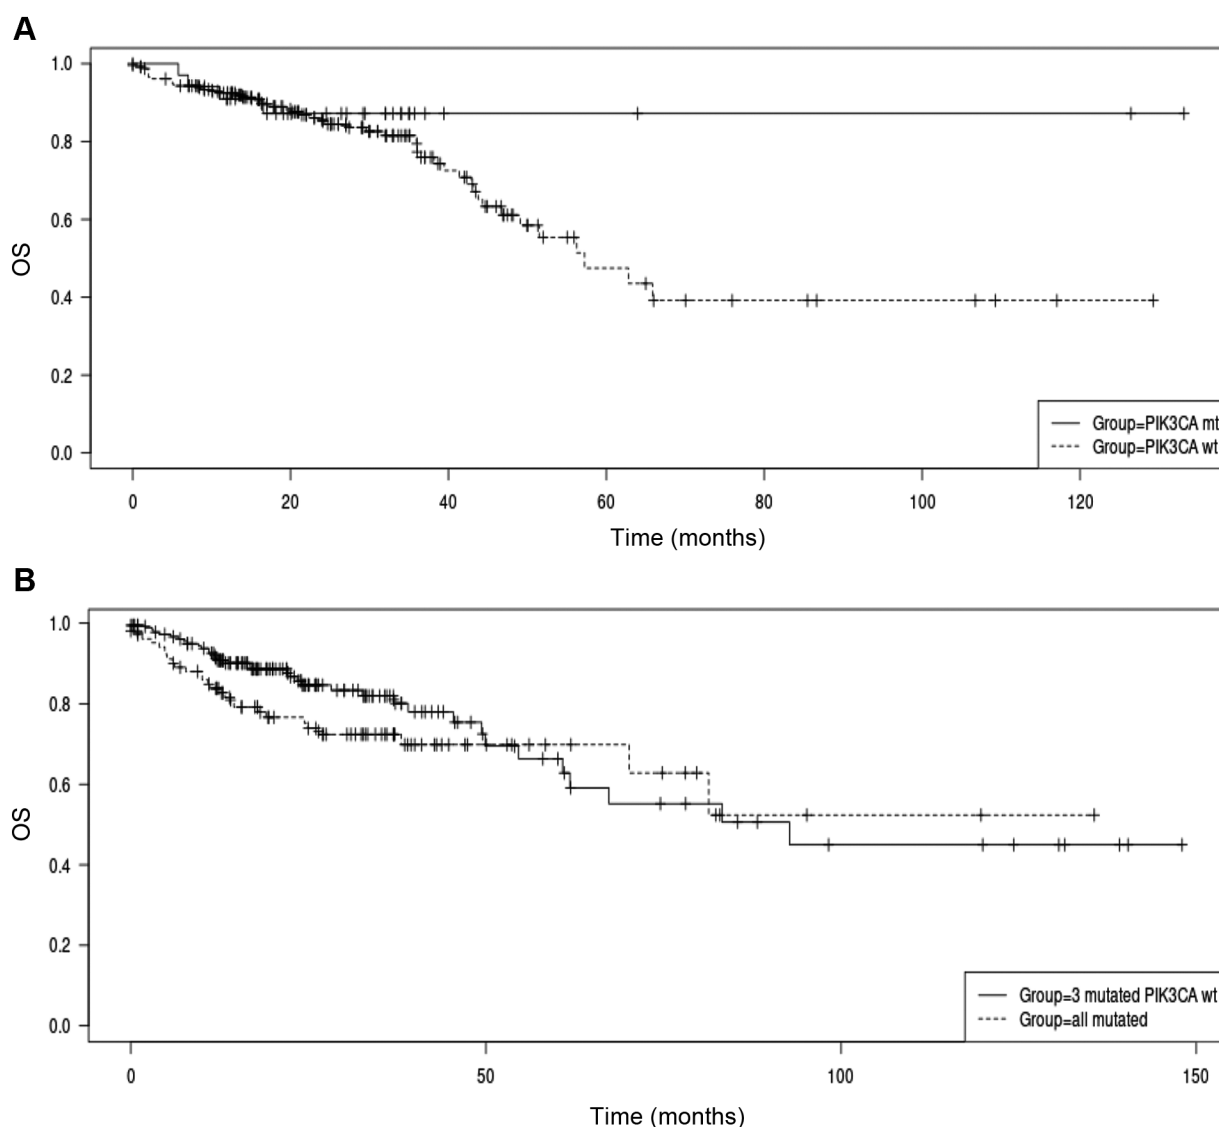 A
1.0
0.8
0.6
0.4
0.2
0.0
OS
0 20 40 60 80 100 120
Time (months)
Group=PIK3CA mt
Group=PIK3CA wt
B
1.0
0.8
0.6
0.4
0.2
0.0
OS
0 50 100 150
Time (months)
Group=3 mutated PIK3CA wt
Group=all mutated